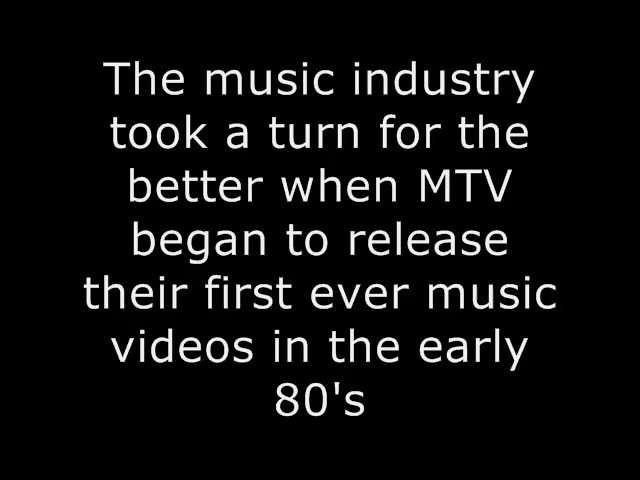 The music industry
took a turn for the
better when MTV
began to release
their first ever music
videos in the early
80's